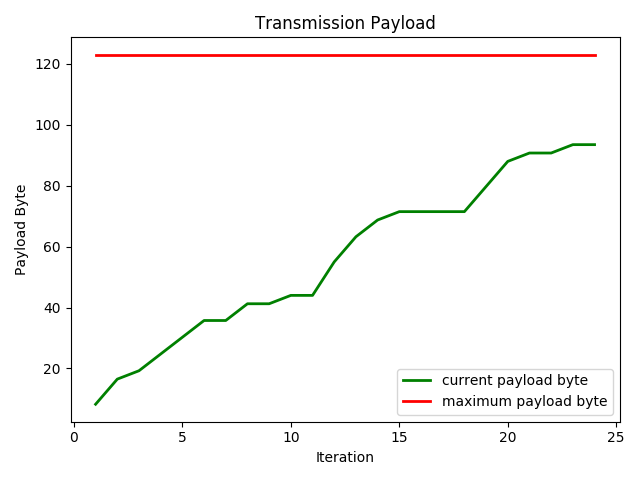 Transmission Payload
120
100
80
60
40
20
Payload Byte
0
5
10
15
20
25
Iteration
current payload byte
maximum payload byte